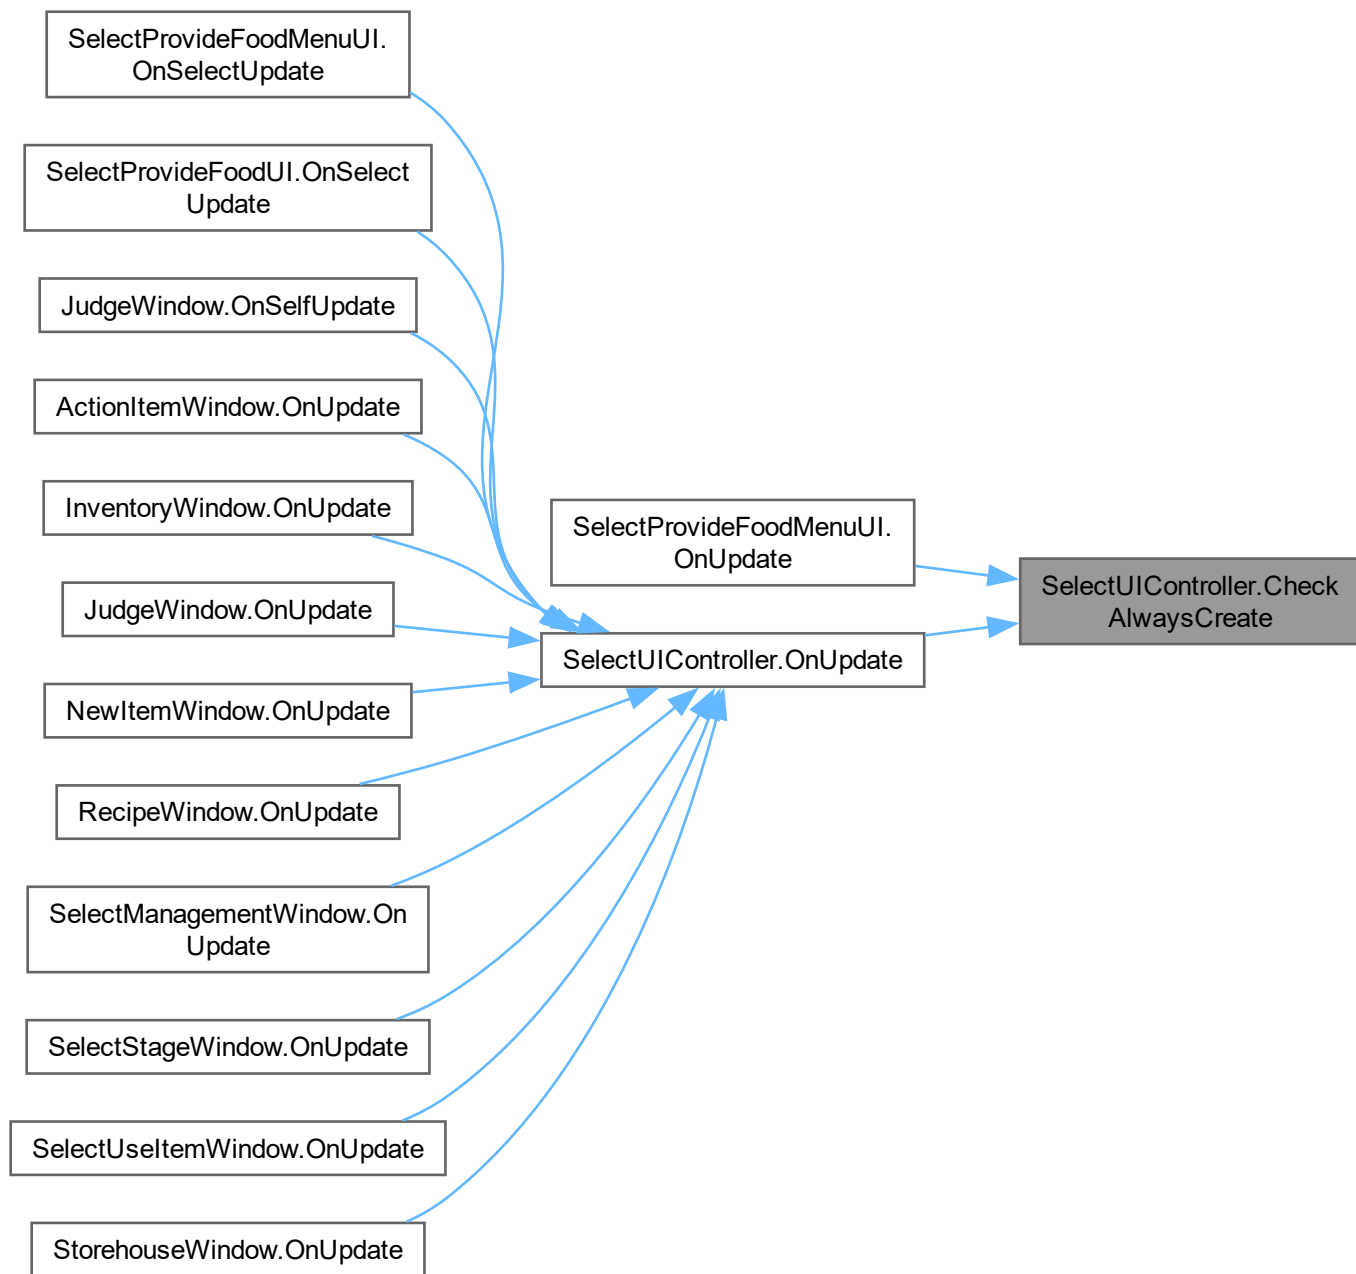 SelectProvideFoodMenuUI.
OnSelectUpdate
SelectProvideFoodUI.OnSelect
Update
JudgeWindow.OnSelfUpdate
ActionItemWindow.OnUpdate
InventoryWindow.OnUpdate
JudgeWindow.OnUpdate
NewItemWindow.OnUpdate
RecipeWindow.OnUpdate
SelectManagementWindow.On
Update
SelectStageWindow.OnUpdate
SelectUseItemWindow.OnUpdate
StorehouseWindow.OnUpdate
SelectProvideFoodMenuUI.
OnUpdate
SelectUIController.OnUpdate
SelectUIController.Check
AlwaysCreate